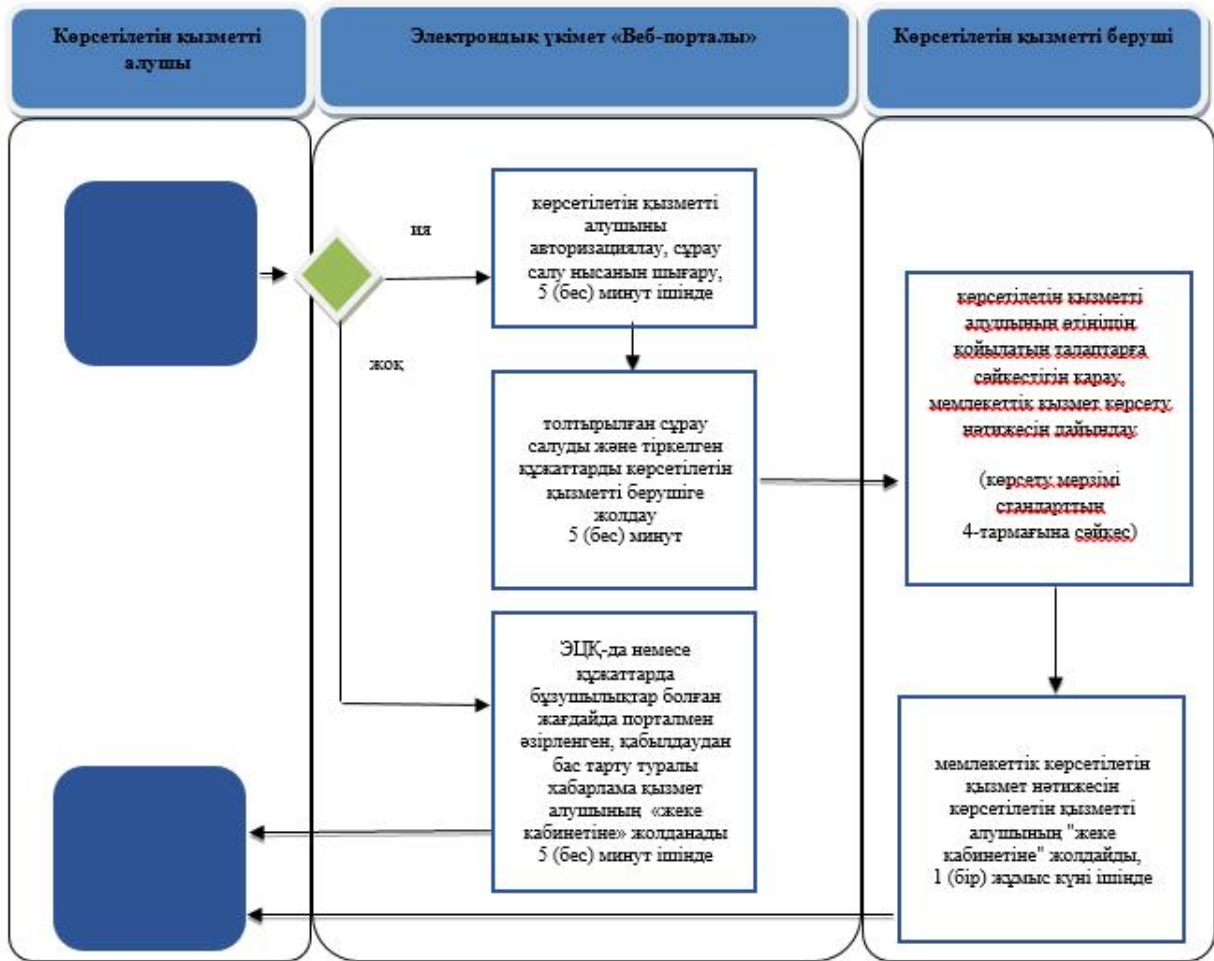 Көрсетілетін қызметті
алушы
Электрондық үкімет «Веб-порталы»
Көрсетілетін қызметті беруші
көрсетілетін қызметті
алушыны
авторизациялау, сұрау
салу нысанын шығару,
5 (бес) минут ішінде
ия
жоқ
толтырылған сұрау
салуды және тіркелген
құжаттарды көрсетілетін
қызметті берушіге
жолдау
5 (бес) минут
көрсетілетін қызметті
алушының өтінішін
қойылатын талаптарға
сәйкестігін қарау,
мемлекеттік қызмет көрсету
нәтижесін дайындау
(көрсету мерзімі
стандарттың
4-тармағына сәйкес)
ЭЦҚ-да немесе
құжаттарда
бұзушылықтар болған
жағдайда порталмен
әзірленген, қабылдаудан
бас тарту туралы
хабарлама қызмет
алушының «жеке
кабинетіне» жолданады
5 (бес) минут ішінде
мемлекеттік көрсетілетін
қызмет нәтижесін
көрсетілетін қызметті
алушының "жеке
кабинетіне" жолдайды,
1 (бір) жұмыс күні ішінде